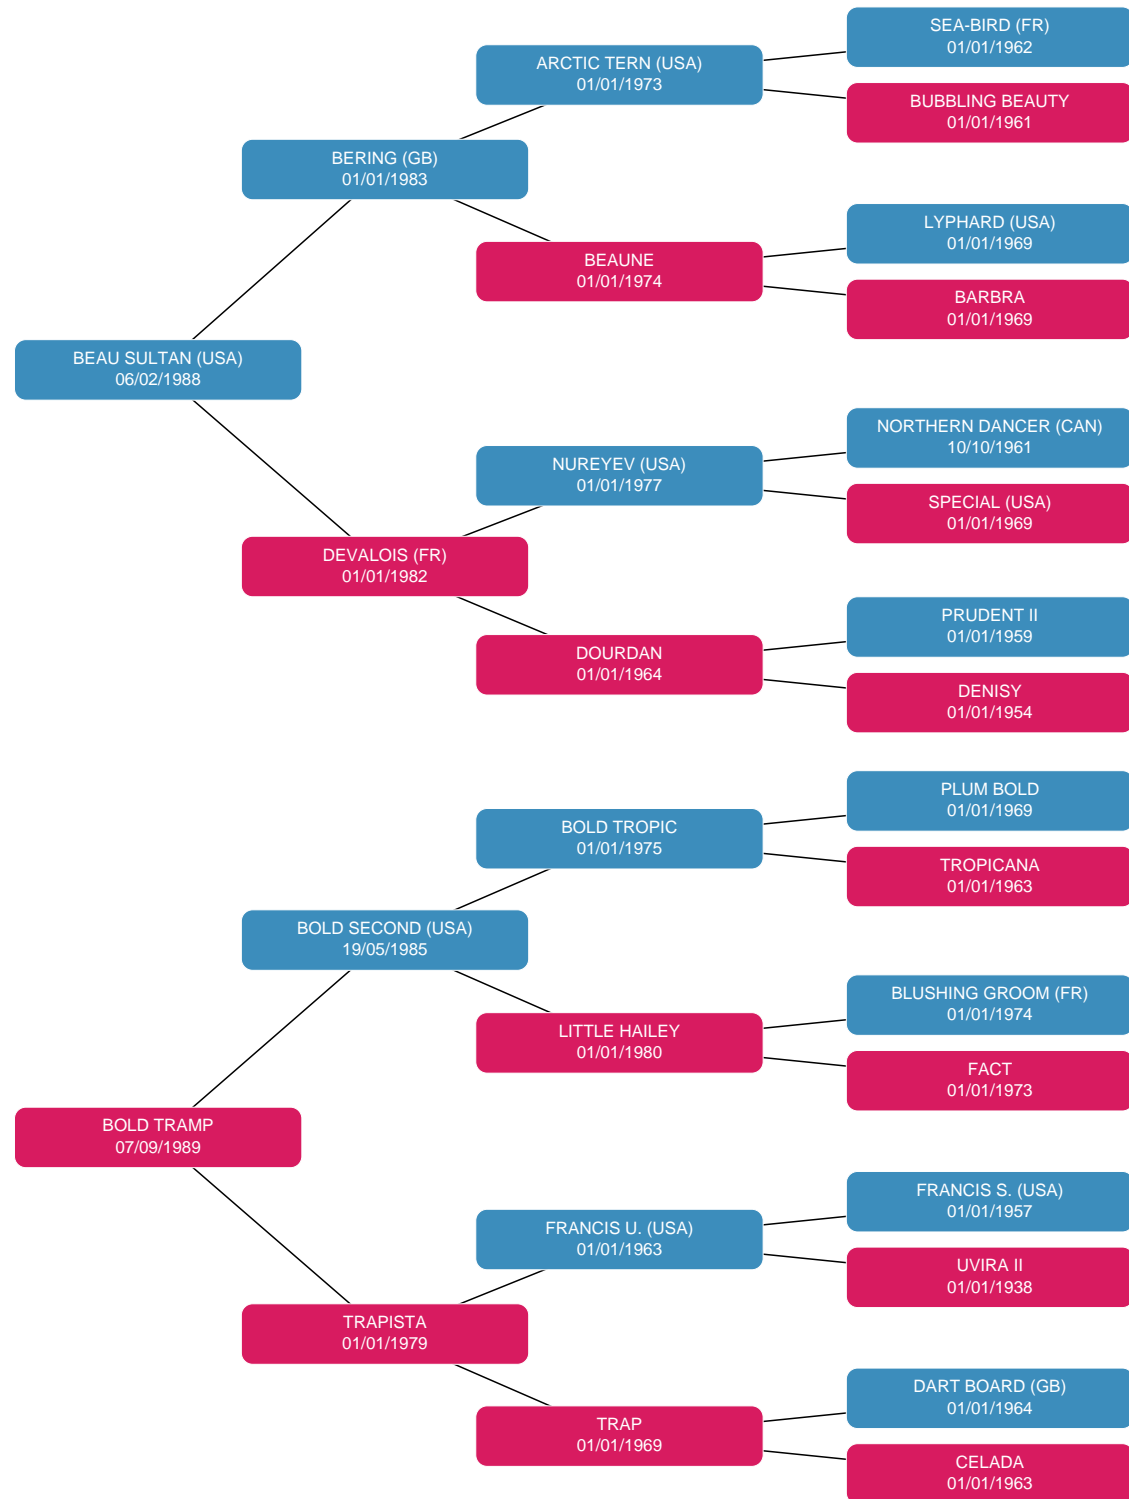 SEA-BIRD (FR)
01/01/1962
ARCTIC TERN (USA)
01/01/1973
BUBBLING BEAUTY
01/01/1961
BERING (GB)
01/01/1983
LYPHARD (USA)
01/01/1969
BEAUNE
01/01/1974
BARBRA
01/01/1969
BEAU SULTAN (USA)
06/02/1988
NORTHERN DANCER (CAN)
10/10/1961
NUREYEV (USA)
01/01/1977
SPECIAL (USA)
01/01/1969
DEVALOIS (FR)
01/01/1982
PRUDENT II
01/01/1959
DOURDAN
01/01/1964
DENISY
01/01/1954
PLUM BOLD
01/01/1969
BOLD TROPIC
01/01/1975
TROPICANA
01/01/1963
BOLD SECOND (USA)
19/05/1985
BLUSHING GROOM (FR)
01/01/1974
LITTLE HAILEY
01/01/1980
FACT
01/01/1973
BOLD TRAMP
07/09/1989
FRANCIS S. (USA)
01/01/1957
FRANCIS U. (USA)
01/01/1963
UVIRA II
01/01/1938
TRAPISTA
01/01/1979
DART BOARD (GB)
01/01/1964
TRAP
01/01/1969
CELADA
01/01/1963